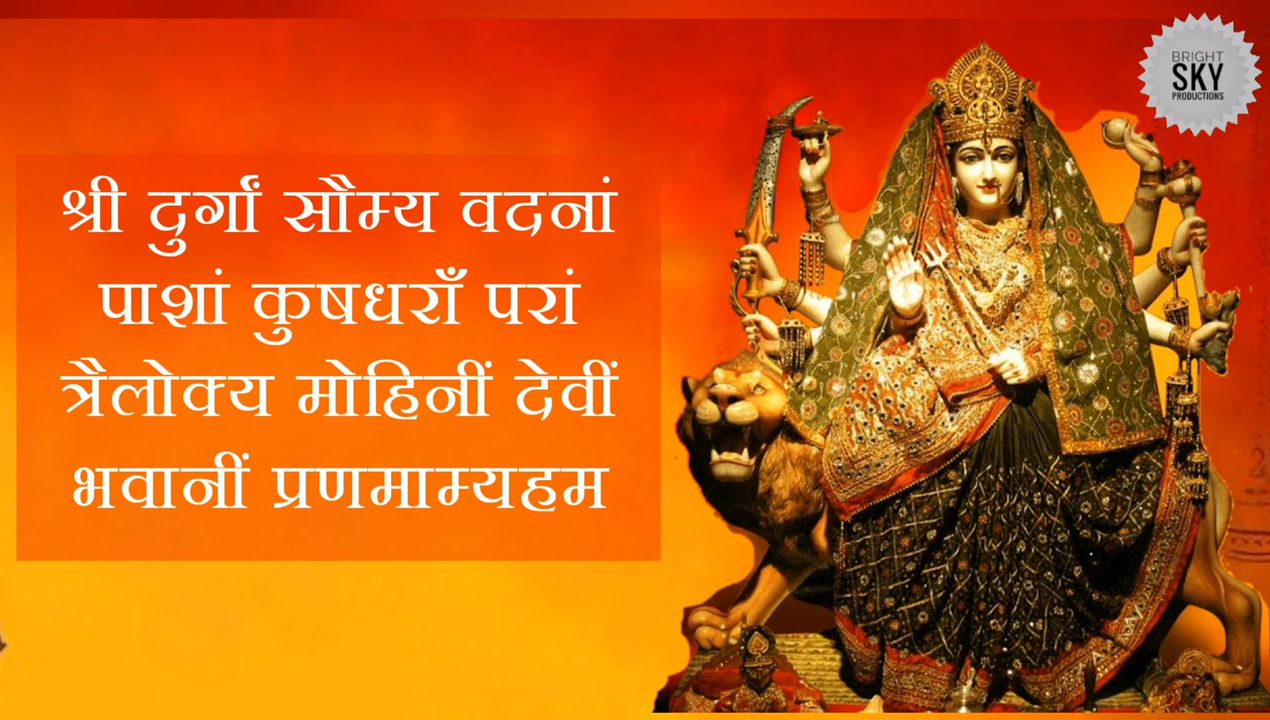 श्री दुर्गां सौम्य वदनां
पाशां कुषधराँ परां
त्रैलोक्य मोहिनीं देवीं
भवानीं प्रणमाम्यहम
BRIGHT
SKY
PRODUCTIONS